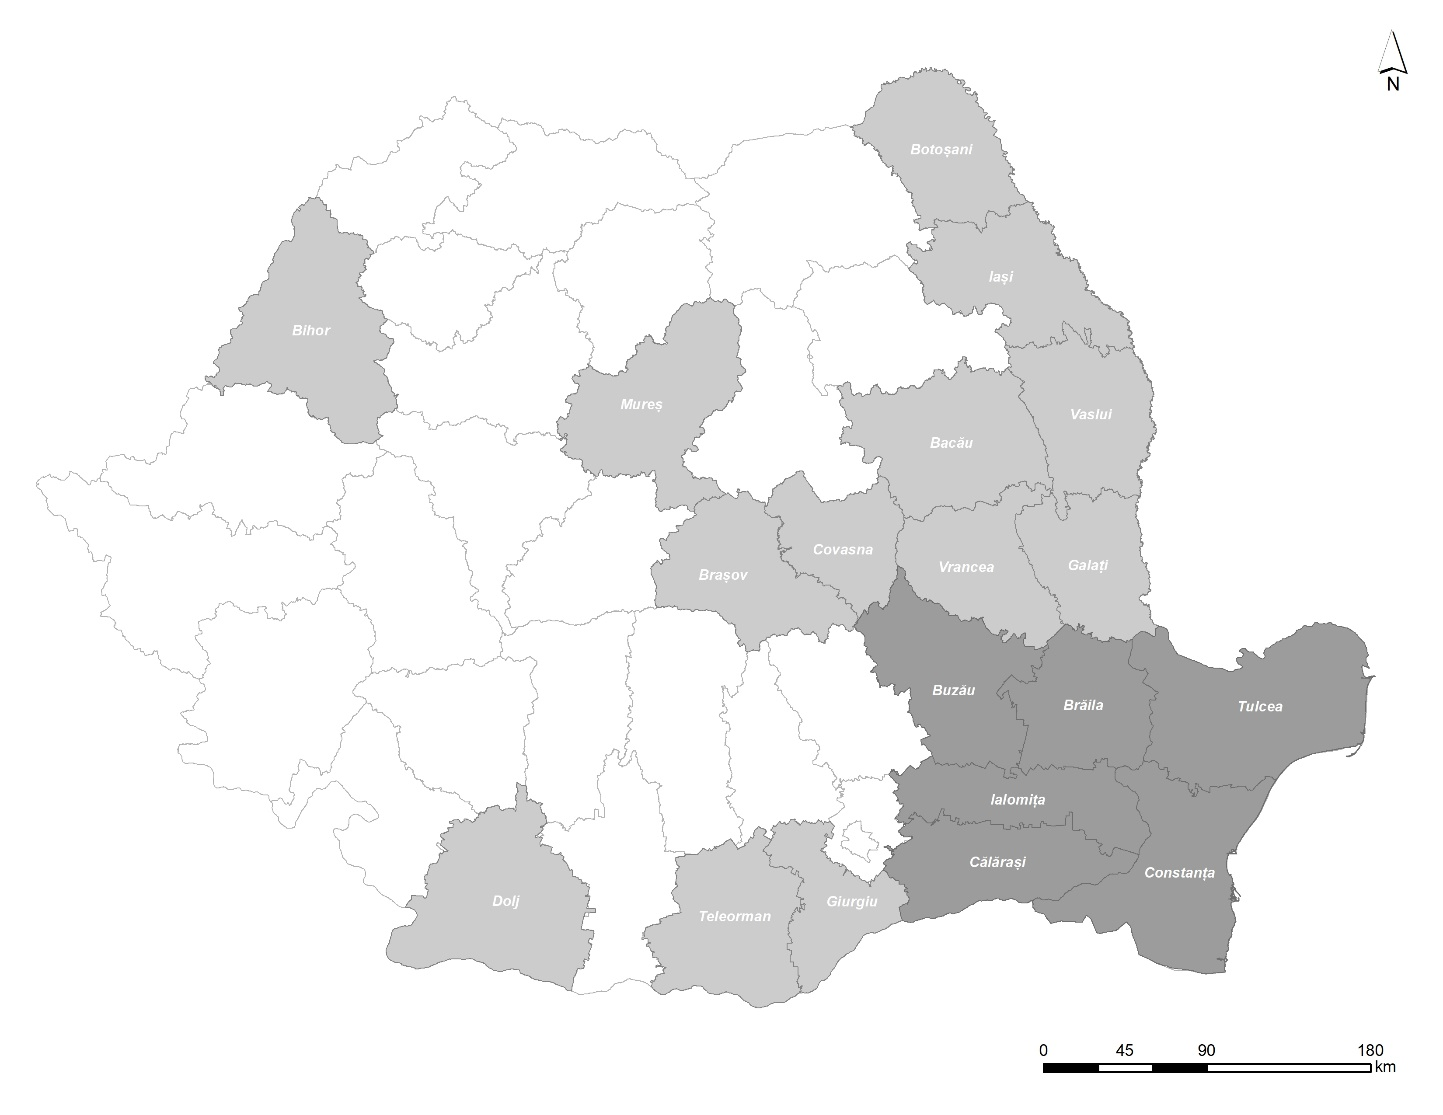 N
Botoșani
Iași
Bihor
Mureș
Vaslui
Bacău
Covasna
Vrancea
Galați
Brașov
Buzău
Brăila
Tulcea
Ialomița
Călărași
Constanța
Dolj
Giurgiu
Teleorman
0 45 90 180
km